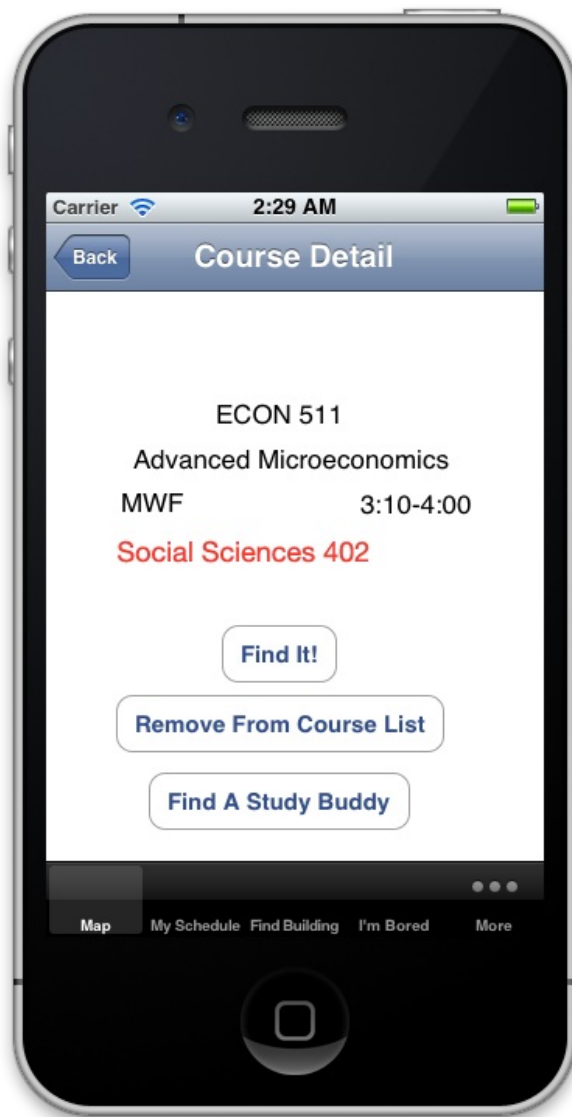 Carrier 2:29 AM
Back Course Detail
ECON 511
Advanced Microeconomics
MWF 3:10-4:00
Social Sciences 402
Find It!
Remove From Course List
Find A Study Buddy
Map My Schedule Find Building I'm Bored More